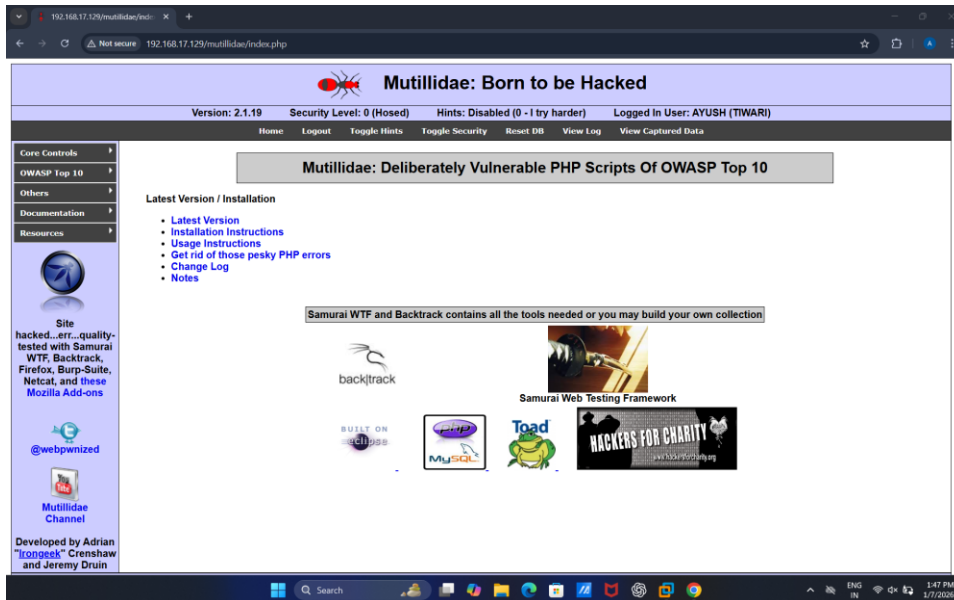 192.168.17.129/mutillidae/inde
Not secure 192.168.17.129/mutillidae/index.php
Mutillidae: Born to be Hacked
Version: 2.1.19 Security Level: 0 (Hosed) Hints: Disabled (0 - I try harder) Logged In User: AYUSH (TIWARI)
Home Logout Toggle Hints Toggle Security Reset DB View Log View Captured Data
Core Controls
OWASP Top 10
Others
Documentation
Resources
Site
hacked...err...quality-
tested with Samurai
WTF, Backtrack,
Firefox, Burp-Suite,
Netcat, and these
Mozilla Add-ons
@webpwnized
You
Tube
Mutillidae
Channel
Developed by Adrian
"Irongeek" Crenshaw
and Jeremy Druin
Mutillidae: Deliberately Vulnerable PHP Scripts Of OWASP Top 10
Latest Version / Installation
Latest Version
Installation Instructions
Usage Instructions
Get rid of those pesky PHP errors
Change Log
Notes
Samurai WTF and Backtrack contains all the tools needed or you may build your own collection
back|track
Samurai Web Testing Framework
BUILT ON
eclipse
php
MySQL
Toad
HACKERS FOR CHARITY
www.hackersforcharity.org
Search
ENG
IN
1:47 PM
1/7/2026